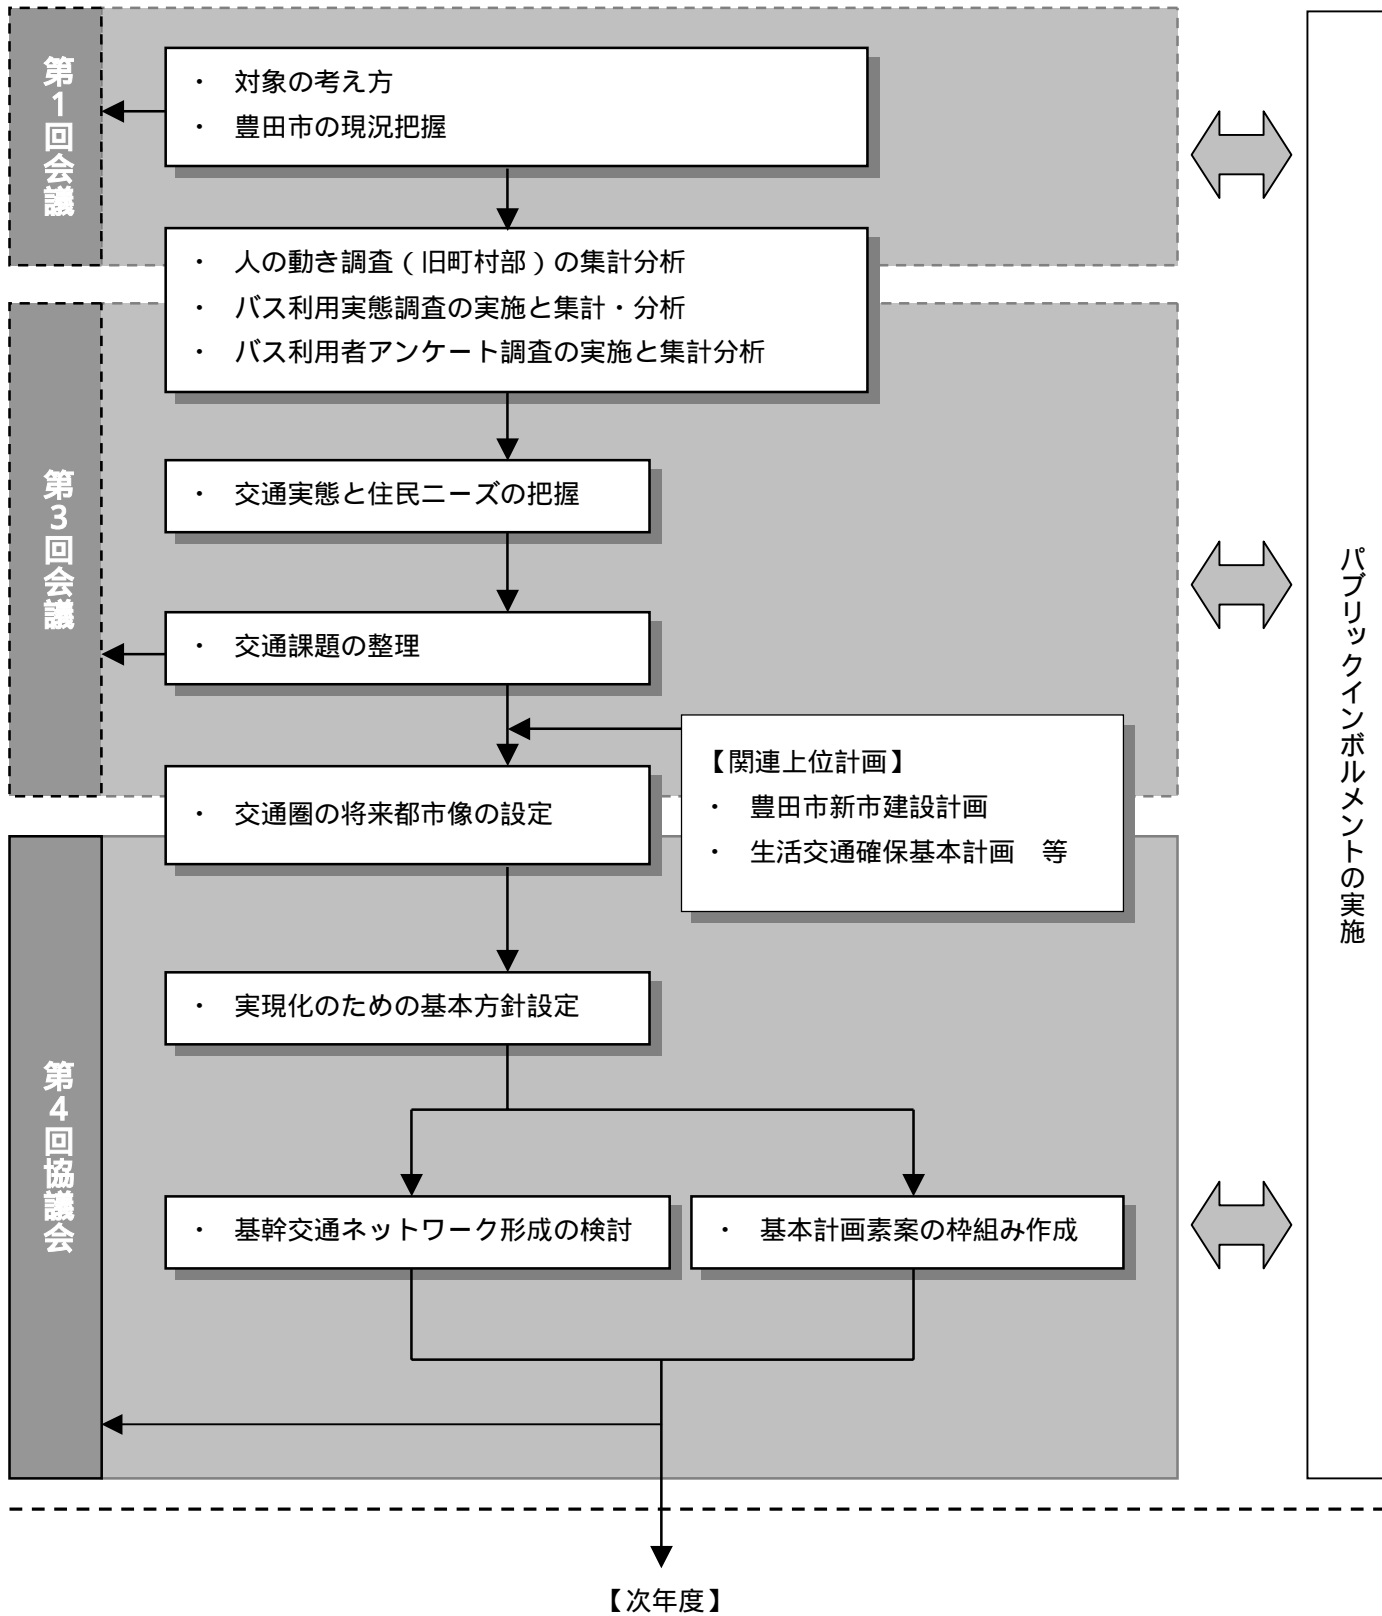 第1回会議
・ 対象の考え方
・ 豊田市の現況把握
・ 人の動き調査（旧町村部）の集計分析
・ バス利用実態調査の実施と集計・分析
・ バス利用者アンケート調査の実施と集計分析
第3回会議
・ 交通実態と住民ニーズの把握
・ 交通課題の整理
【関連上位計画】
・ 豊田市新市建設計画
・ 生活交通確保基本計画　等
・ 交通圏の将来都市像の設定
第4回協議会
・ 実現化のための基本方針設定
・ 基幹交通ネットワーク形成の検討
・ 基本計画素案の枠組み作成
パブリックインボルメントの実施
【次年度】